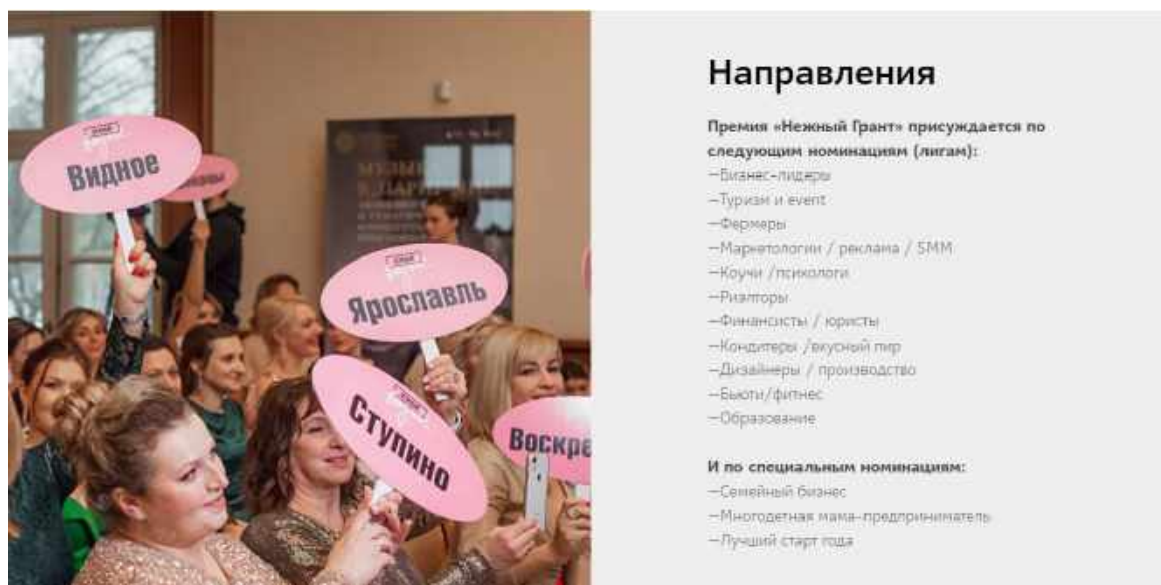 Видное
Ярославль
Ступино
Воскре
Направления
Премия «Нежный Грант» присуждается по
следующим номинациям (лигам):
—Бизнес-лидеры
—Туризм и event
—Фермеры
—Маркетологии / реклама / SMM
—Коучи /психологи
—Риэлторы
—Финансисты / юристы
—Кондитеры /вкусный пир
—Дизайнеры / производство
—Бьюти/фитнес
—Образование
И по специальным номинациям:
—Семейный бизнес
—Многодетная мама-предприниматель
—Лучший старт года